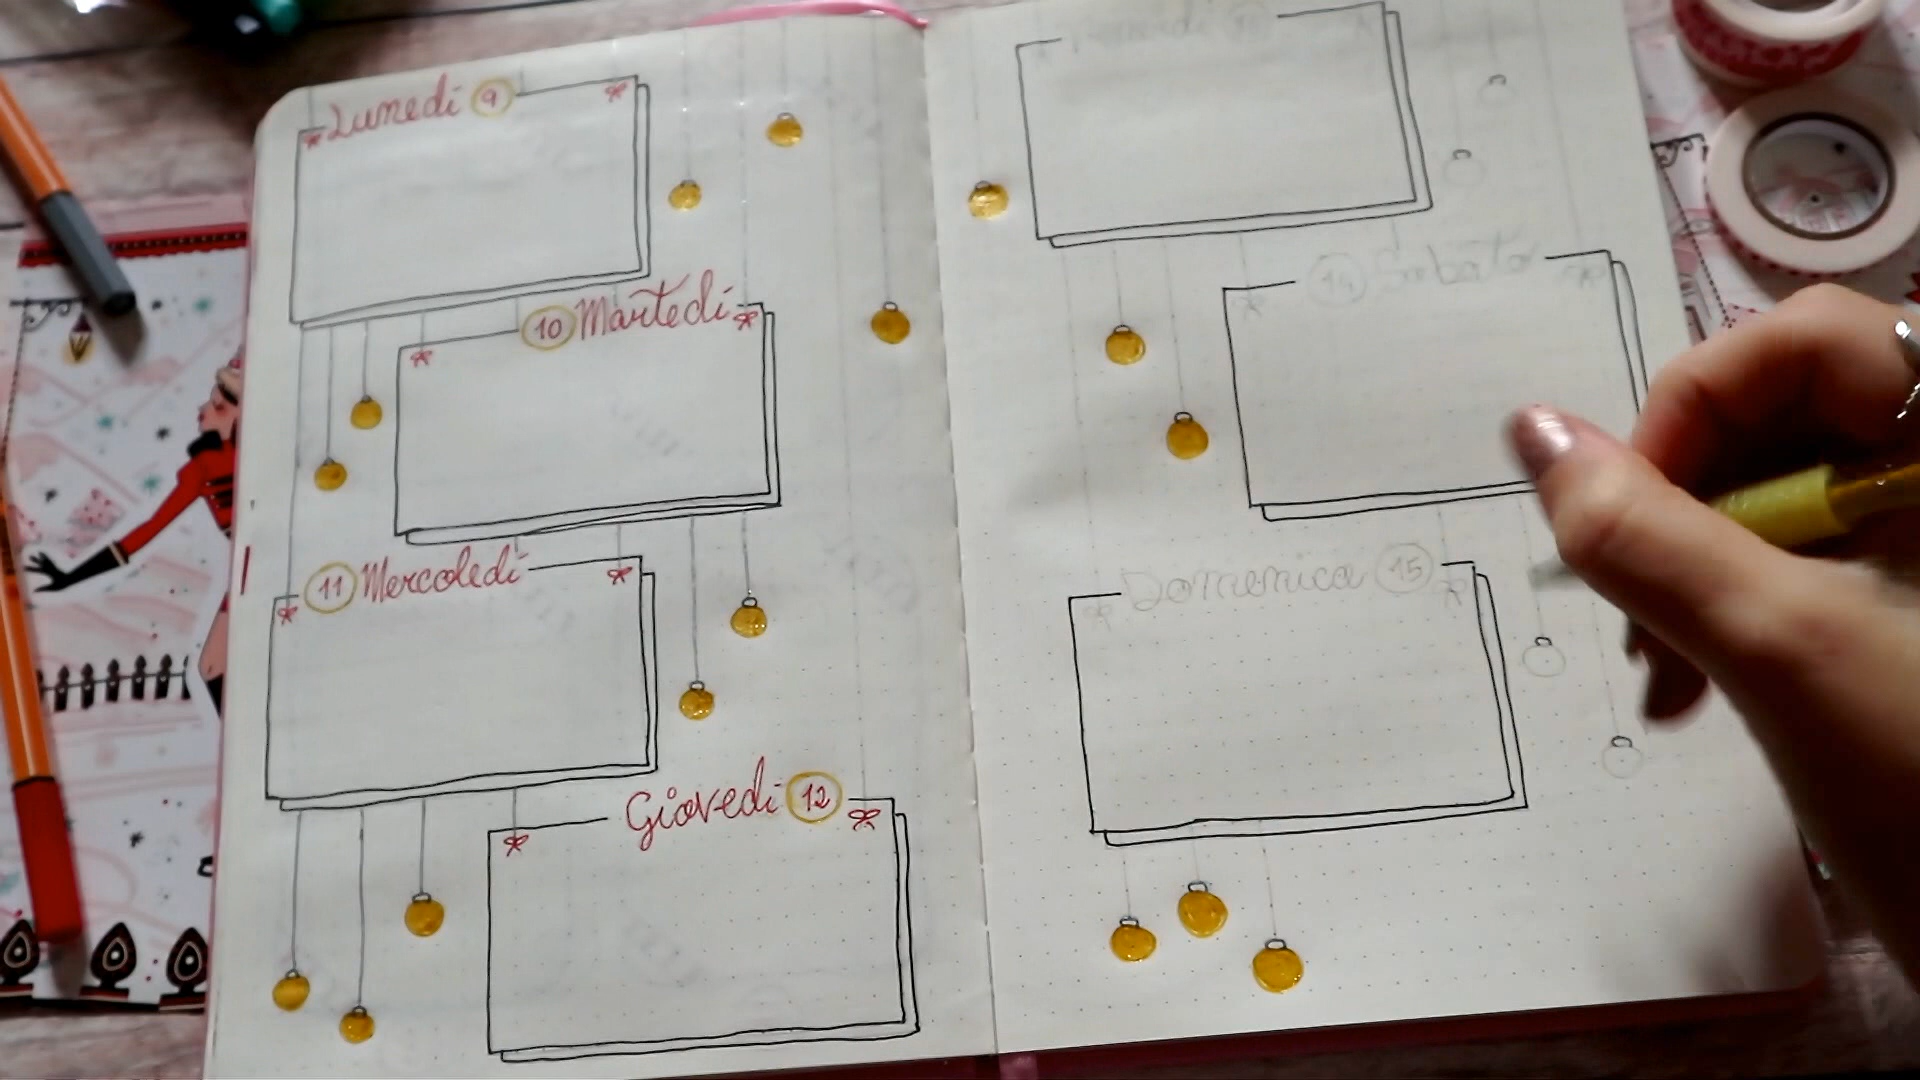 Lunedì 9
10 Martedì
11 Mercoledì
Giovedì 12
14 Sabato
Domenica 15